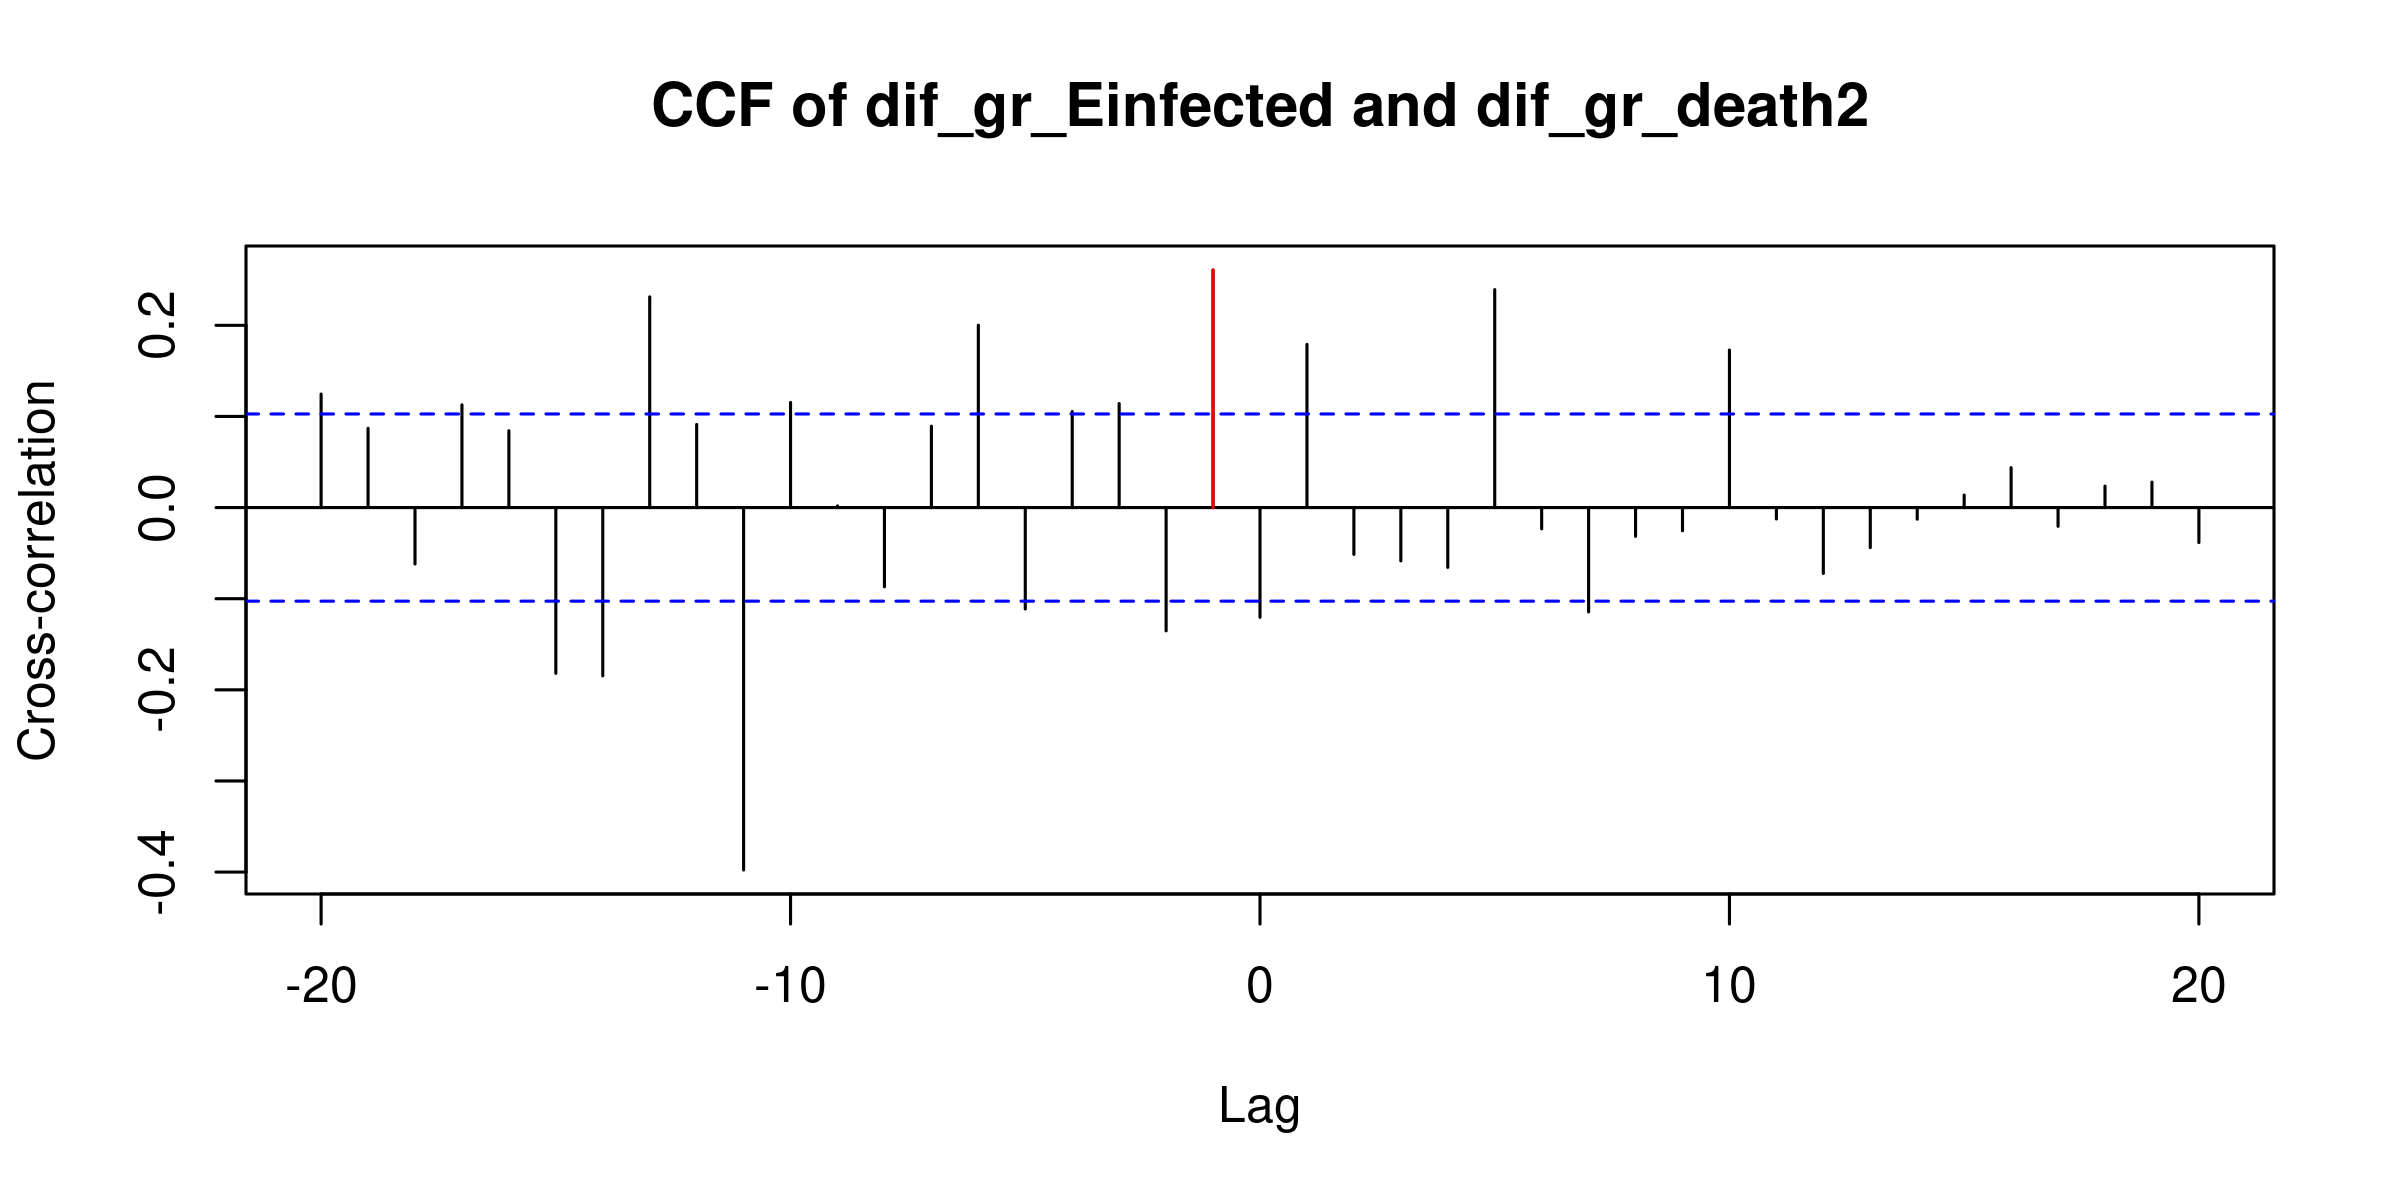 CCF of dif_gr_Einfected and dif_gr_death2
Cross-correlation
0.2
0.0
-0.2
-0.4
-20 -10 0 10 20
Lag